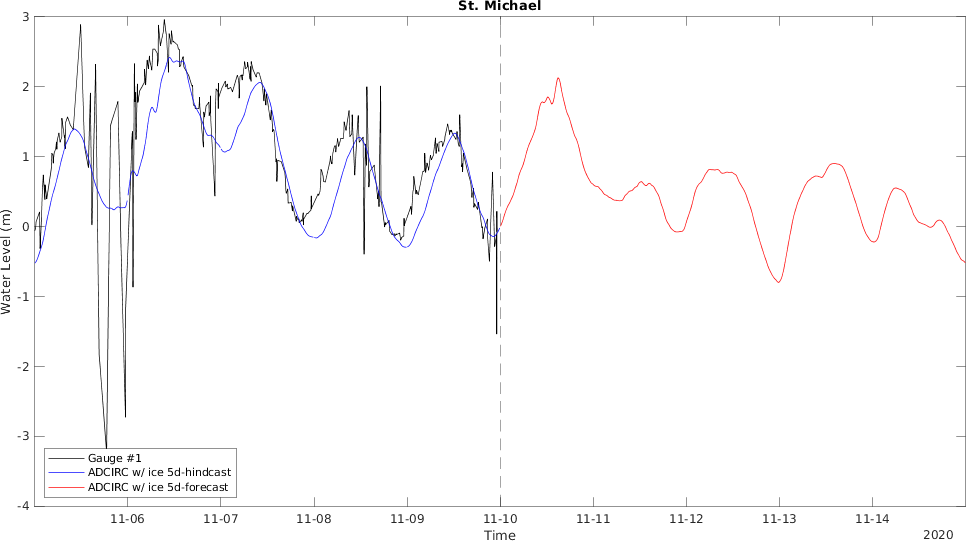 St. Michael
Water Level (m)
3
2
1
0
-1
-2
-3
-4
Gauge #1
ADCIRC w/ ice 5d-hindcast
ADCIRC w/ ice 5d-forecast
11-06 11-07 11-08 11-09 11-10 11-11 11-12 11-13 11-14
Time
2020